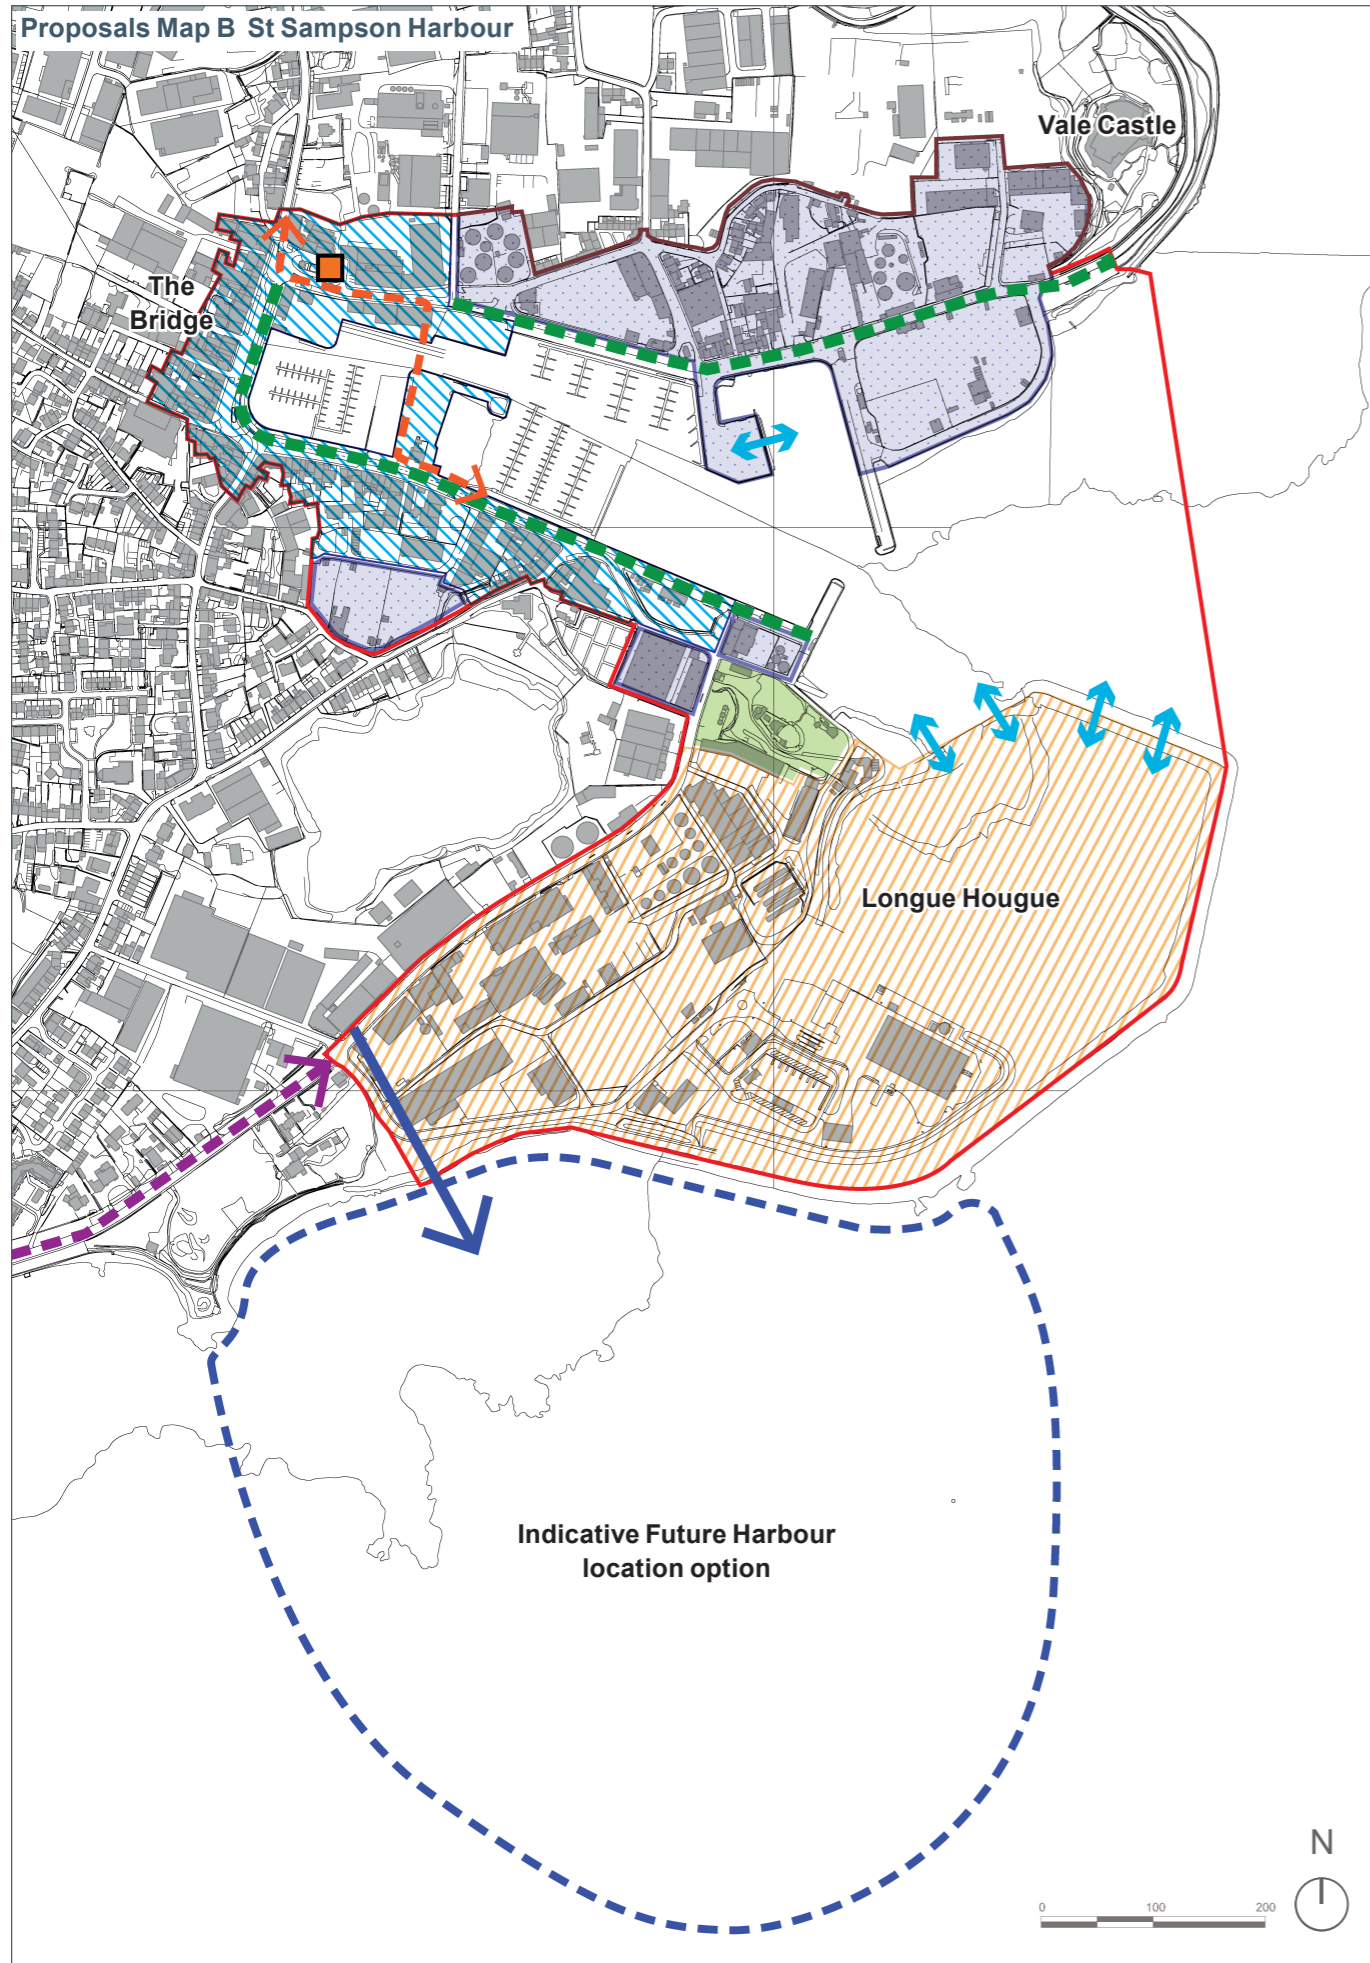 Proposals Map B  St Sampson Harbour
Vale Castle
The
Bridge
Longue Hougue
Indicative Future Harbour
location option
N
0 100 200